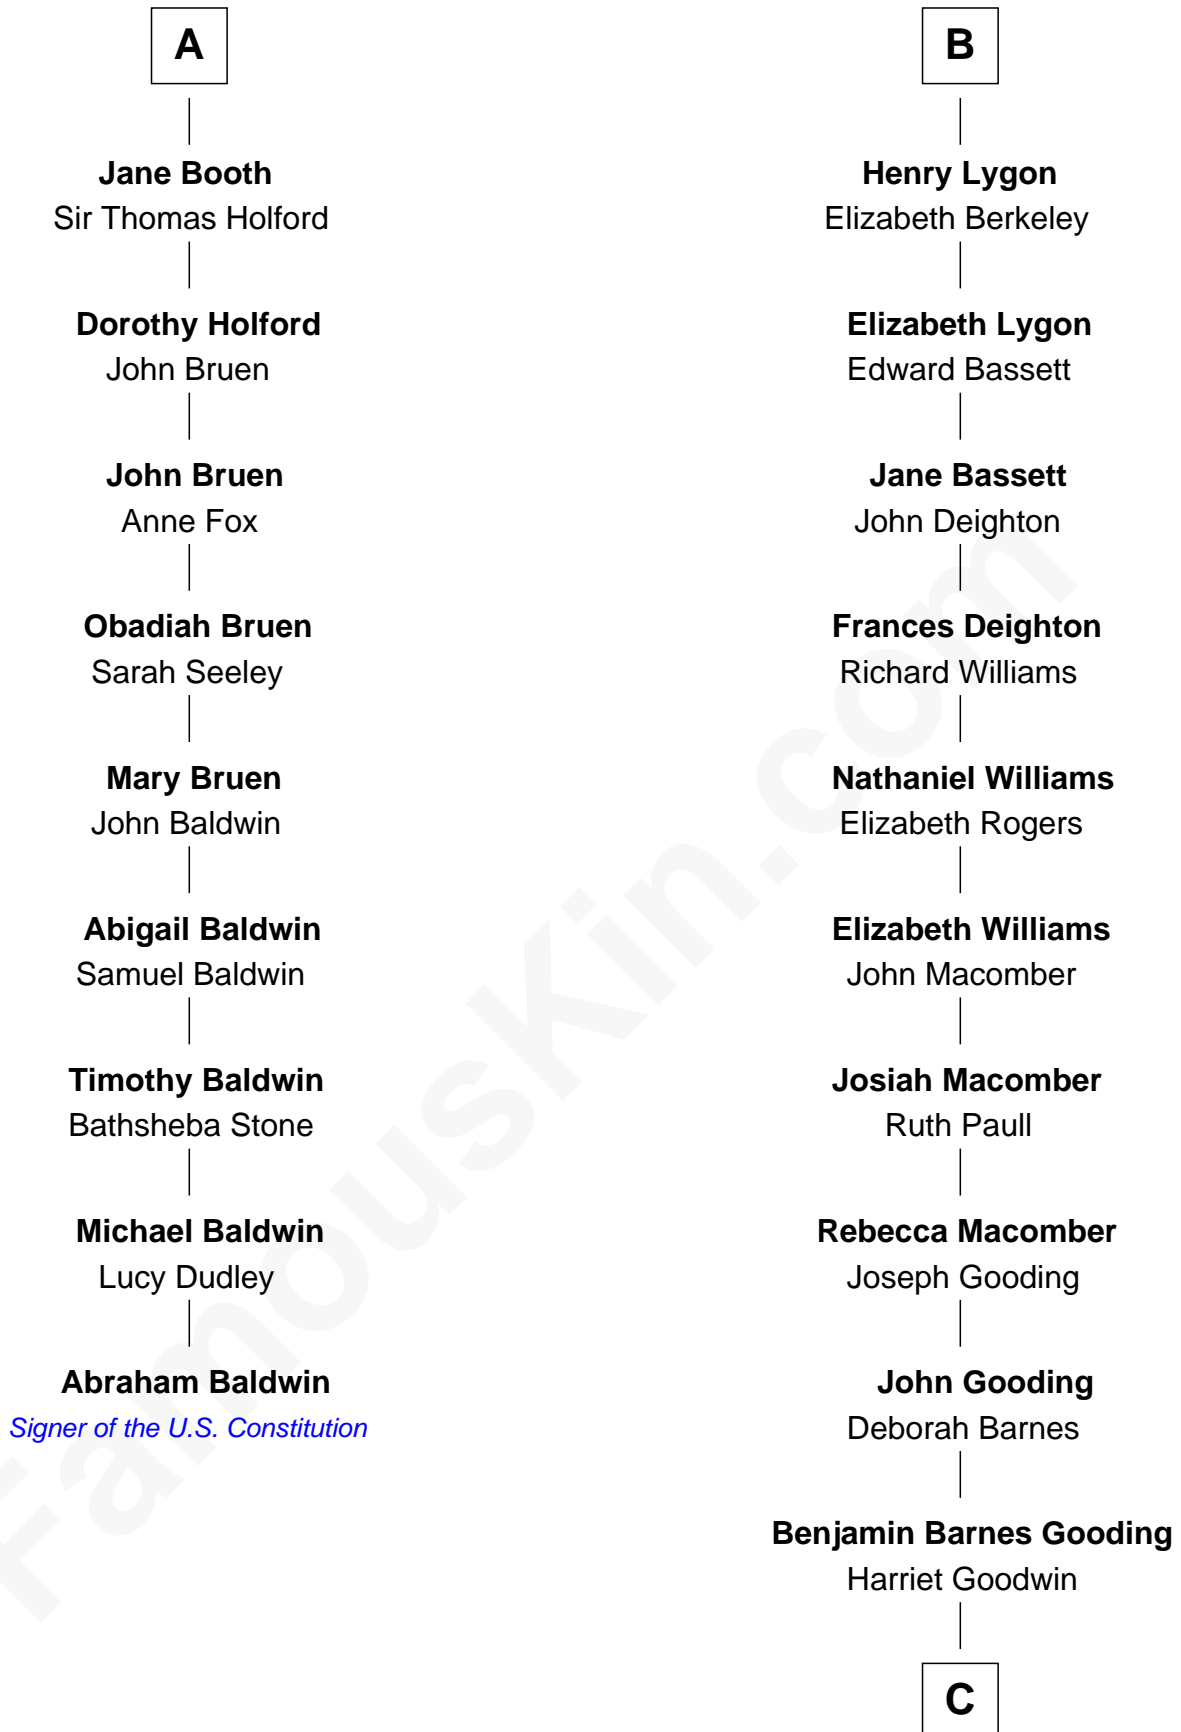 A
Jane Booth
Sir Thomas Holford
Dorothy Holford
John Bruen
John Bruen
Anne Fox
Obadiah Bruen
Sarah Seeley
Mary Bruen
John Baldwin
Abigail Baldwin
Samuel Baldwin
Timothy Baldwin
Bathsheba Stone
Michael Baldwin
Lucy Dudley
Abraham Baldwin
Signer of the U.S. Constitution
B
Henry Lygon
Elizabeth Berkeley
Elizabeth Lygon
Edward Bassett
Jane Bassett
John Deighton
Frances Deighton
Richard Williams
Nathaniel Williams
Elizabeth Rogers
Elizabeth Williams
John Macomber
Josiah Macomber
Ruth Paull
Rebecca Macomber
Joseph Gooding
John Gooding
Deborah Barnes
Benjamin Barnes Gooding
Harriet Goodwin
C
FamousKin.com